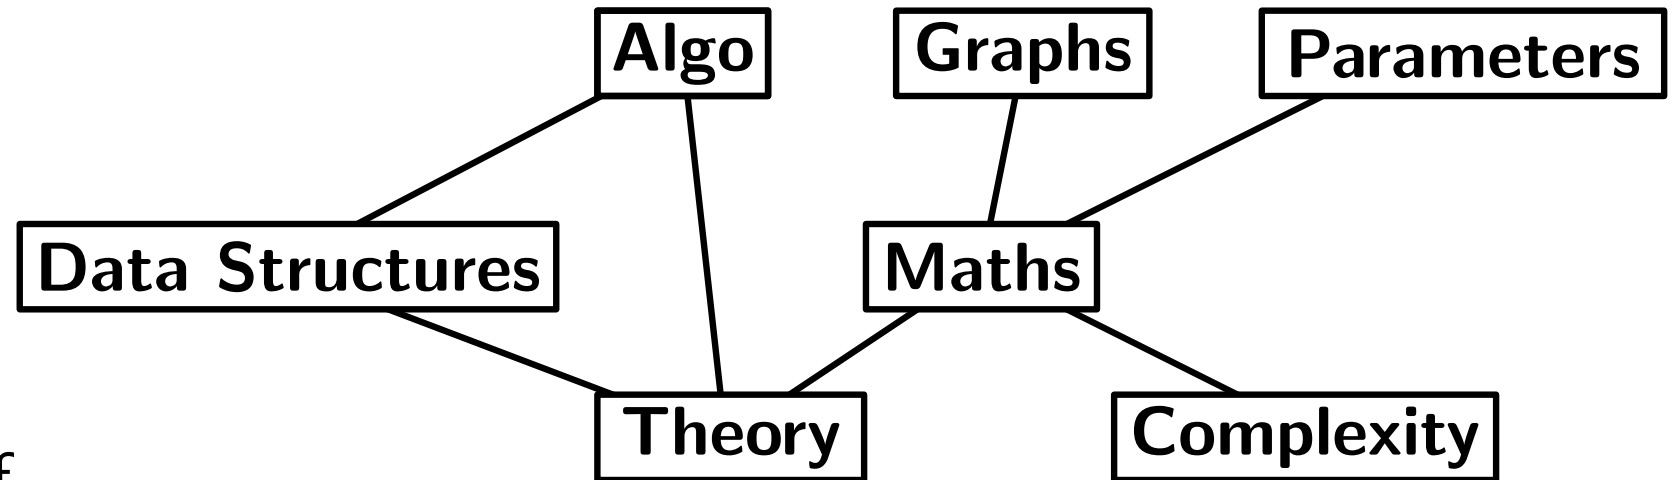 Algo
Graphs
Parameters
Data Structures
Maths
Theory
Complexity